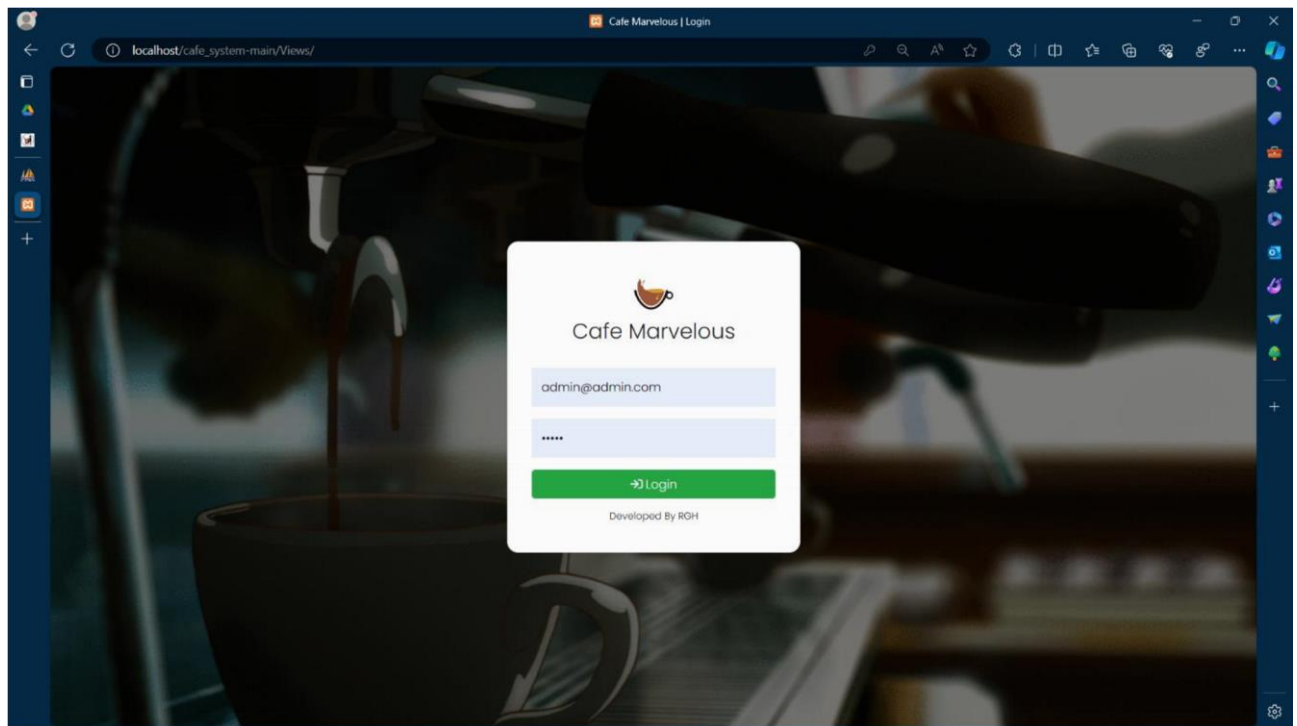 Cafe Marvelous | Login
localhost/cafe_system-main/Views/
Cafe Marvelous
admin@admin.com
•••••
Login
Developed By RGH